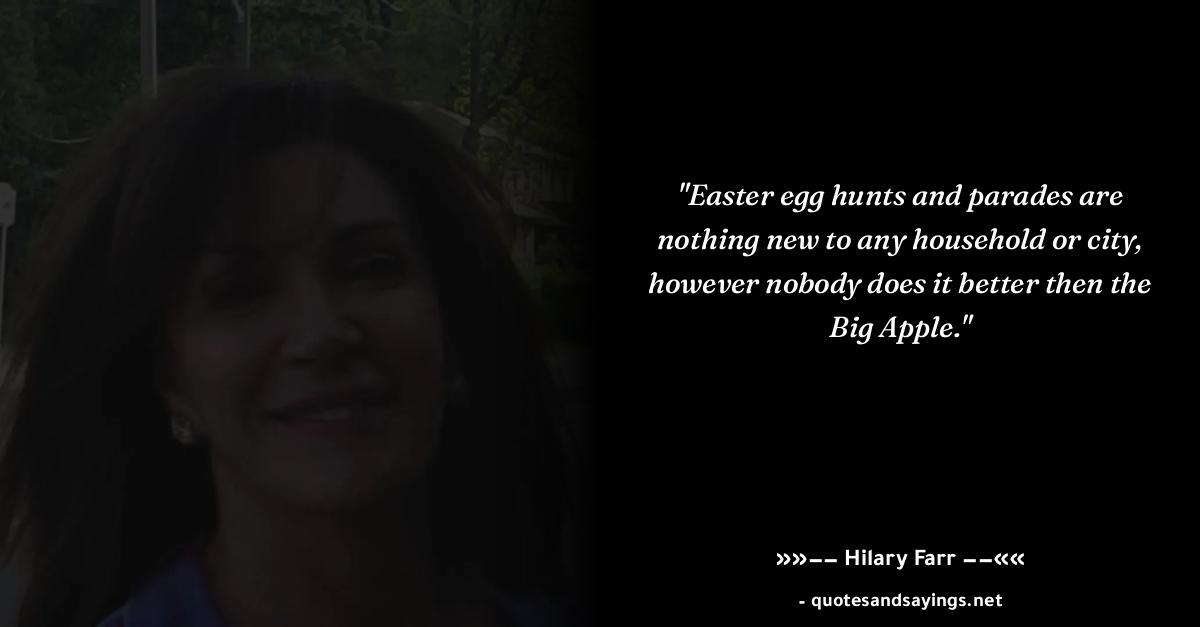 "Easter egg hunts and parades are
nothing new to any household or city,
however nobody does it better then the
Big Apple."
»»−− Hilary Farr −−««
- quotesandsayings.net